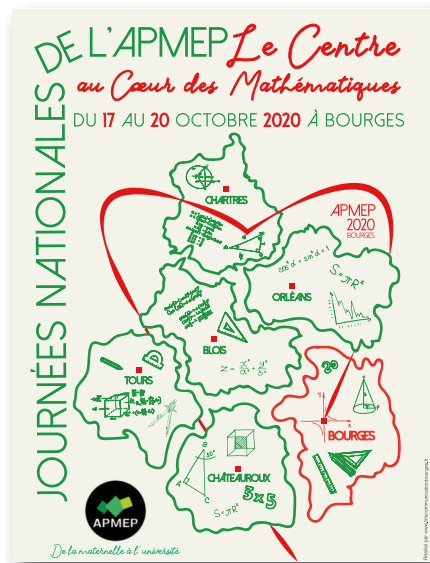 JOURNÉES NATIONALES DE L'APMEP
Le Centre
au Cœur des Mathématiques
DU 17 AU 20 OCTOBRE 2020 À BOURGES
CHARTRES
APMEP
2020
BOURGES
S=πR²
ORLÉANS
BLOIS
TOURS
BOURGES
B
30°
A
C
CHÂTEAUROUX
5x5
S=πR²
APMEP
De la maternelle à l'université